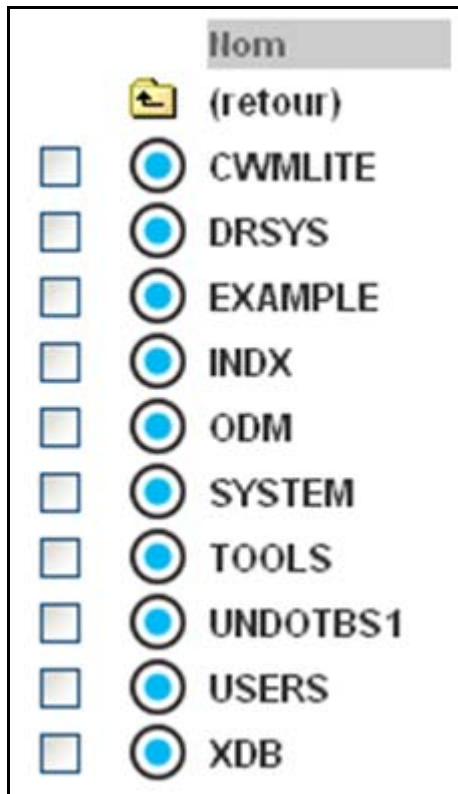 Nom
(retour)
CWMLITE
DRSYS
EXAMPLE
INDX
ODM
SYSTEM
TOOLS
UNDOTBS1
USERS
XDB